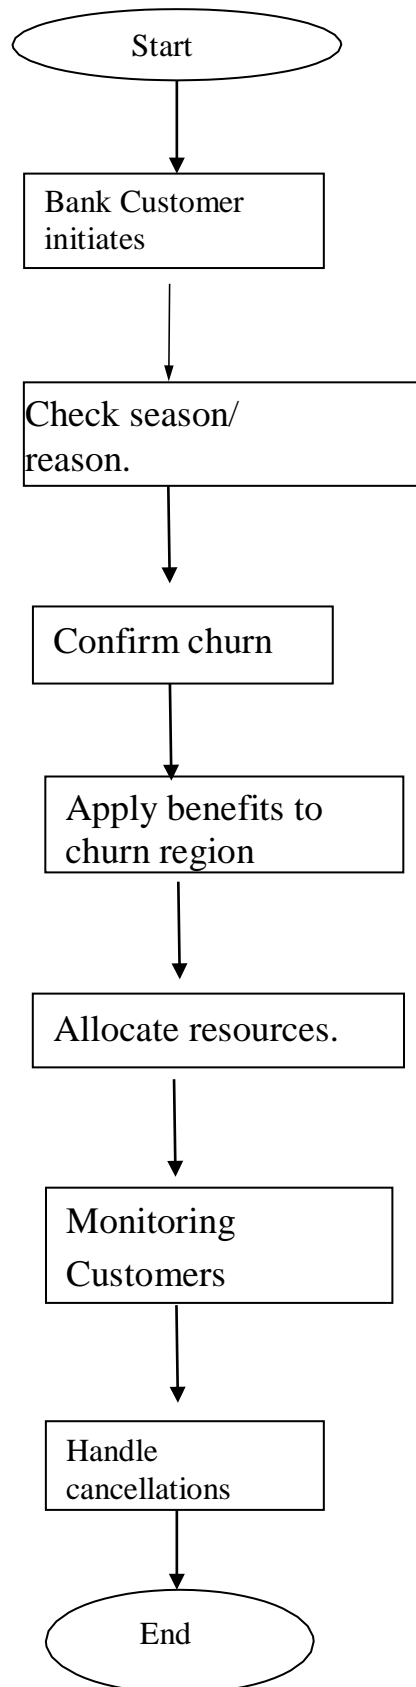 Start
Bank Customer
initiates
Check season/
reason.
Confirm churn
Apply benefits to
churn region
Allocate resources.
Monitoring
Customers
Handle
cancellations
End